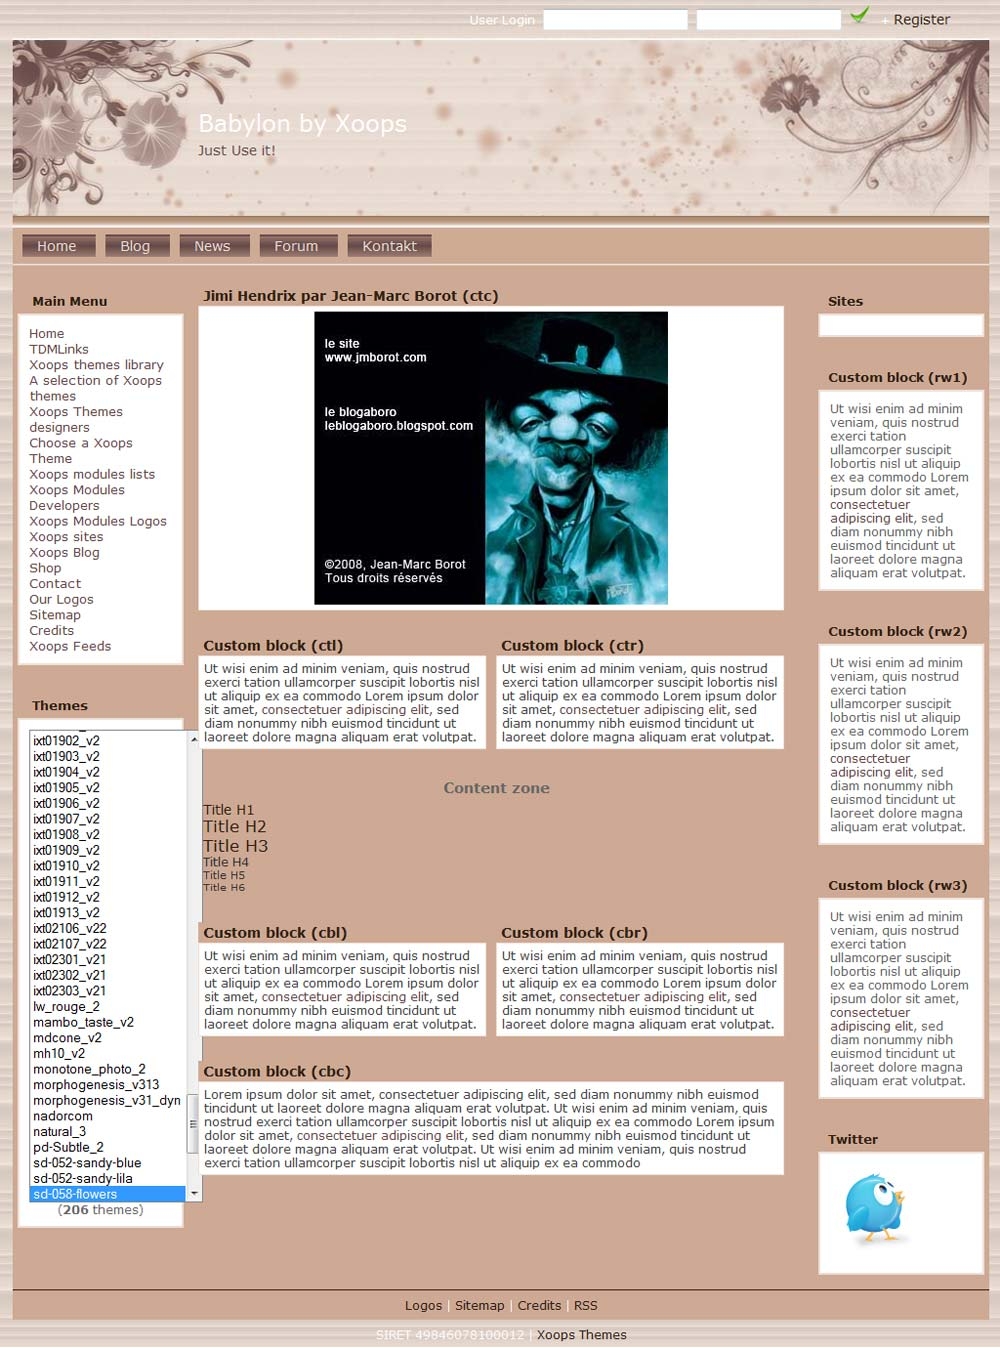 User Login + Register
Babylon by Xoops
Just Use it!
Home Blog News Forum Kontakt
Main Menu
Home
TDMLinks
Xoops themes library
A selection of Xoops
themes
Xoops Themes
designers
Choose a Xoops
Theme
Xoops modules lists
Xoops Modules
Developers
Xoops Modules Logos
Xoops sites
Xoops Blog
Shop
Contact
Our Logos
Sitemap
Credits
Xoops Feeds
Themes
ixt01902_v2
ixt01903_v2
ixt01904_v2
ixt01905_v2
ixt01906_v2
ixt01907_v2
ixt01908_v2
ixt01909_v2
ixt01910_v2
ixt01911_v2
ixt01912_v2
ixt01913_v2
ixt02106_v22
ixt02107_v22
ixt02301_v21
ixt02302_v21
ixt02303_v21
lw_rouge_2
mambo_taste_v2
mdcone_v2
mh10_v2
monotone_photo_2
morphogenesis_v313
morphogenesis_v31_dyn
nadorcom
natural_3
pd-Subtle_2
sd-052-sandy-blue
sd-052-sandy-lila
sd-058-flowers
(206 themes)
Jimi Hendrix par Jean-Marc Borot (ctc)
le site
www.jmborot.com
le blogaboro
leblogaboro.blogspot.com
©2008, Jean-Marc Borot
Tous droits réservés
Custom block (ctl)
Ut wisi enim ad minim veniam, quis nostrud
exerci tation ullamcorper suscipit lobortis nisl
ut aliquip ex ea commodo Lorem ipsum dolor
sit amet, consectetuer adipiscing elit, sed
diam nonummy nibh euismod tincidunt ut
laoreet dolore magna aliquam erat volutpat.
Custom block (ctr)
Ut wisi enim ad minim veniam, quis nostrud
exerci tation ullamcorper suscipit lobortis nisl
ut aliquip ex ea commodo Lorem ipsum dolor
sit amet, consectetuer adipiscing elit, sed
diam nonummy nibh euismod tincidunt ut
laoreet dolore magna aliquam erat volutpat.
Content zone
Title H1
Title H2
Title H3
Title H4
Title H5
Title H6
Custom block (cbl)
Ut wisi enim ad minim veniam, quis nostrud
exerci tation ullamcorper suscipit lobortis nisl
ut aliquip ex ea commodo Lorem ipsum dolor
sit amet, consectetuer adipiscing elit, sed
diam nonummy nibh euismod tincidunt ut
laoreet dolore magna aliquam erat volutpat.
Custom block (cbr)
Ut wisi enim ad minim veniam, quis nostrud
exerci tation ullamcorper suscipit lobortis nisl
ut aliquip ex ea commodo Lorem ipsum dolor
sit amet, consectetuer adipiscing elit, sed
diam nonummy nibh euismod tincidunt ut
laoreet dolore magna aliquam erat volutpat.
Custom block (cbc)
Lorem ipsum dolor sit amet, consectetuer adipiscing elit, sed diam nonummy nibh euismod
tincidunt ut laoreet dolore magna aliquam erat volutpat. Ut wisi enim ad minim veniam, quis
nostrud exerci tation ullamcorper suscipit lobortis nisl ut aliquip ex ea commodo Lorem ipsum
dolor sit amet, consectetuer adipiscing elit, sed diam nonummy nibh euismod tincidunt ut
laoreet dolore magna aliquam erat volutpat. Ut wisi enim ad minim veniam, quis nostrud
exerci tation ullamcorper suscipit lobortis nisl ut aliquip ex ea commodo
Sites
Custom block (rw1)
Ut wisi enim ad minim
veniam, quis nostrud
exerci tation
ullamcorper suscipit
lobortis nisl ut aliquip
ex ea commodo Lorem
ipsum dolor sit amet,
consectetuer
adipiscing elit, sed
diam nonummy nibh
euismod tincidunt ut
laoreet dolore magna
aliquam erat volutpat.
Custom block (rw2)
Ut wisi enim ad minim
veniam, quis nostrud
exerci tation
ullamcorper suscipit
lobortis nisl ut aliquip
ex ea commodo Lorem
ipsum dolor sit amet,
consectetuer
adipiscing elit, sed
diam nonummy nibh
euismod tincidunt ut
laoreet dolore magna
aliquam erat volutpat.
Custom block (rw3)
Ut wisi enim ad minim
veniam, quis nostrud
exerci tation
ullamcorper suscipit
lobortis nisl ut aliquip
ex ea commodo Lorem
ipsum dolor sit amet,
consectetuer
adipiscing elit, sed
diam nonummy nibh
euismod tincidunt ut
laoreet dolore magna
aliquam erat volutpat.
Twitter
Logos | Sitemap | Credits | RSS
SIRET 49846078100012 | Xoops Themes